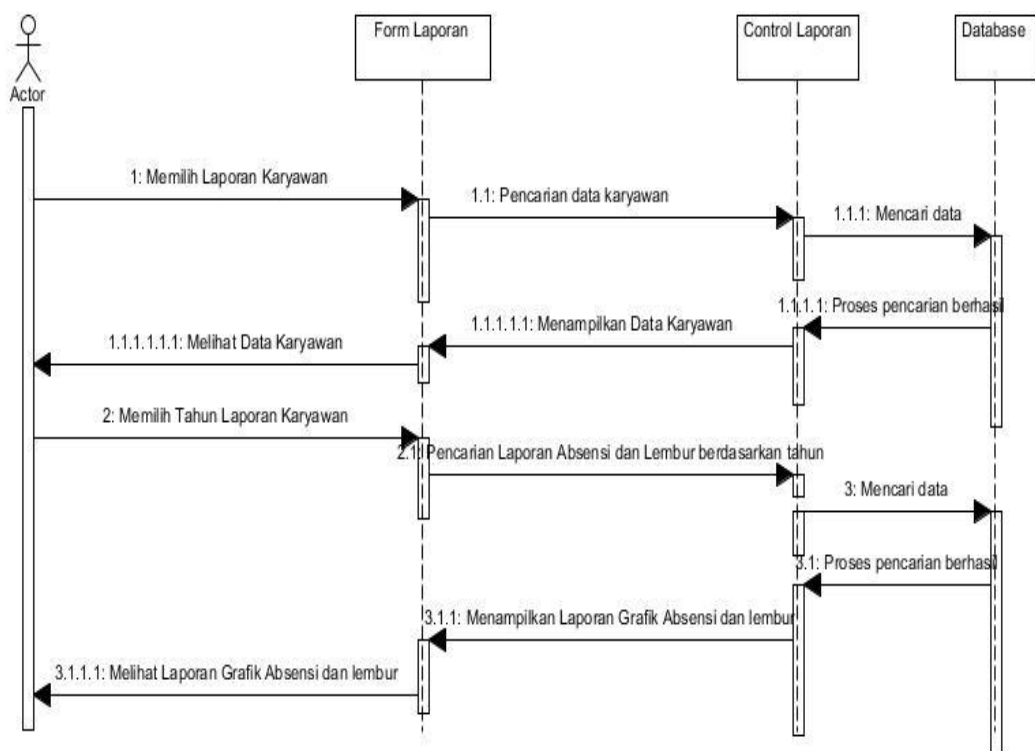 Form Laporan
Control Laporan
Database
Actor
1: Memilih Laporan Karyawan
1.1: Pencarian data karyawan
1.1.1: Mencari data
1.1.1.1: Proses pencarian berhasil
1.1.1.1.1: Menampilkan Data Karyawan
1.1.1.1.1.1: Melihat Data Karyawan
2: Memilih Tahun Laporan Karyawan
2.1: Pencarian Laporan Absensi dan Lembur berdasarkan tahun
3: Mencari data
3.1: Proses pencarian berhasil
3.1.1: Menampilkan Laporan Grafik Absensi dan lembur
3.1.1.1: Melihat Laporan Grafik Absensi dan lembur